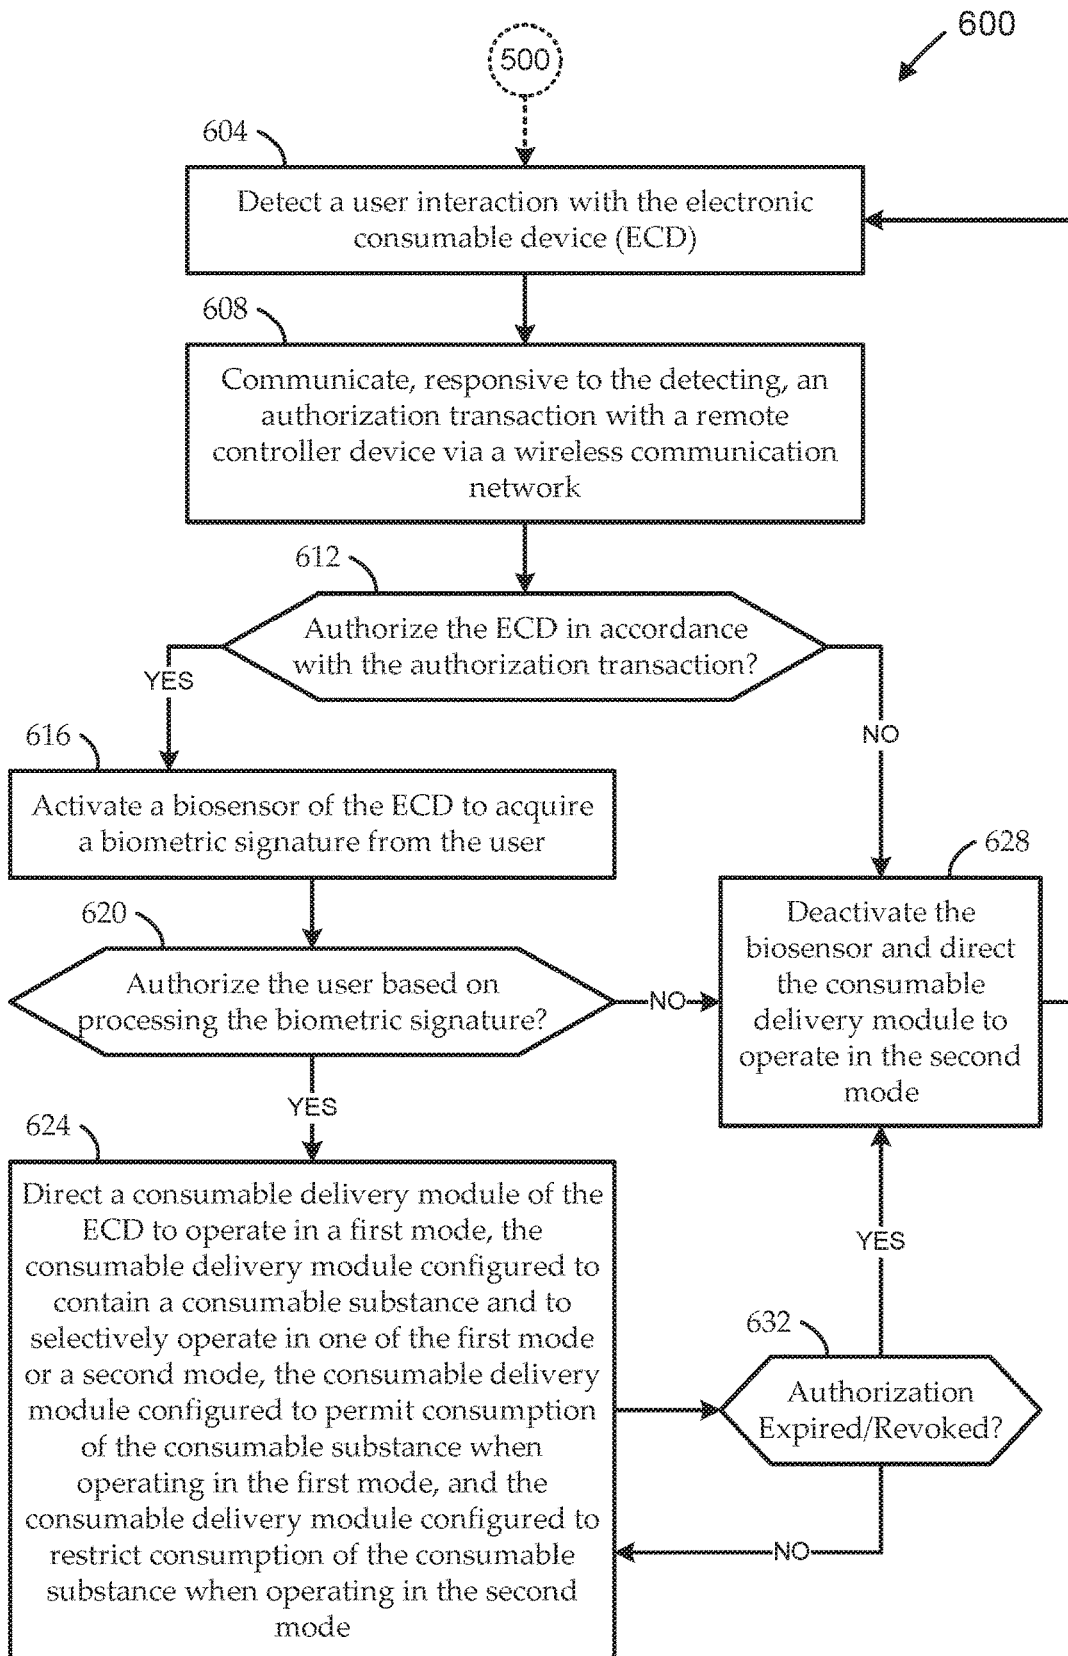 600
500
604
Detect a user interaction with the electronic
consumable device (ECD)
608
Communicate, responsive to the detecting, an
authorization transaction with a remote
controller device via a wireless communication
network
612
Authorize the ECD in accordance
with the authorization transaction?
YES
NO
616
Activate a biosensor of the ECD to acquire
a biometric signature from the user
628
Deactivate the
biosensor and direct
the consumable
delivery module to
operate in the second
mode
620
Authorize the user based on
processing the biometric signature?
NO
YES
624
Direct a consumable delivery module of the
ECD to operate in a first mode, the
consumable delivery module configured to
contain a consumable substance and to
selectively operate in one of the first mode
or a second mode, the consumable delivery
module configured to permit consumption
of the consumable substance when
operating in the first mode, and the
consumable delivery module configured to
restrict consumption of the consumable
substance when operating in the second
mode
YES
632
Authorization
Expired/Revoked?
NO